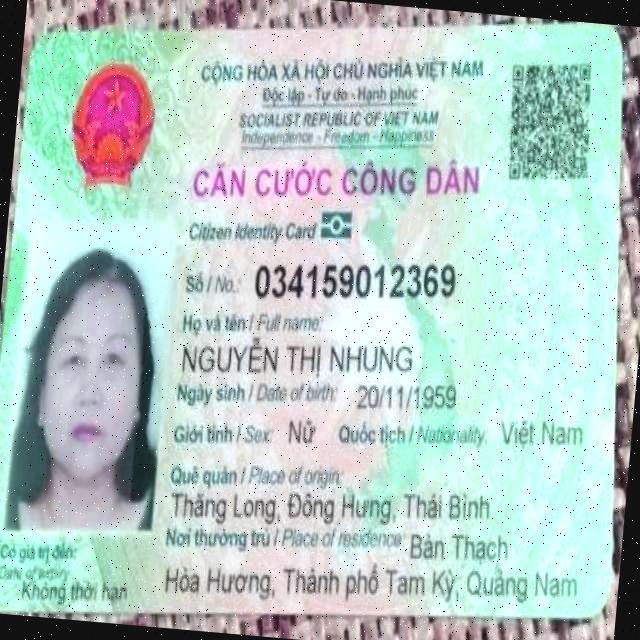 CỘNG HÒA XÃ HỘI CHỦ NGHĨA VIỆT NAM
Độc lập - Tự do - Hạnh phúc
SOCIALIST REPUBLIC OF VIET NAM
Independence - Freedom - Happiness
CĂN CƯỚC CÔNG DÂN
Citizen Identity Card
Số / No.: 034159012369
Họ và tên / Full name:
NGUYỄN THỊ NHUNG
Ngày sinh / Date of birth: 20/11/1959
Giới tính / Sex: Nữ Quốc tịch / Nationality: Việt Nam
Quê quán / Place of origin:
Thăng Long, Đông Hưng, Thái Bình
Nơi thường trú / Place of residence: Bàn Thạch
Hòa Hương, Thành phố Tam Kỳ, Quảng Nam
Có giá trị đến:
Date of expiry
Không thời hạn